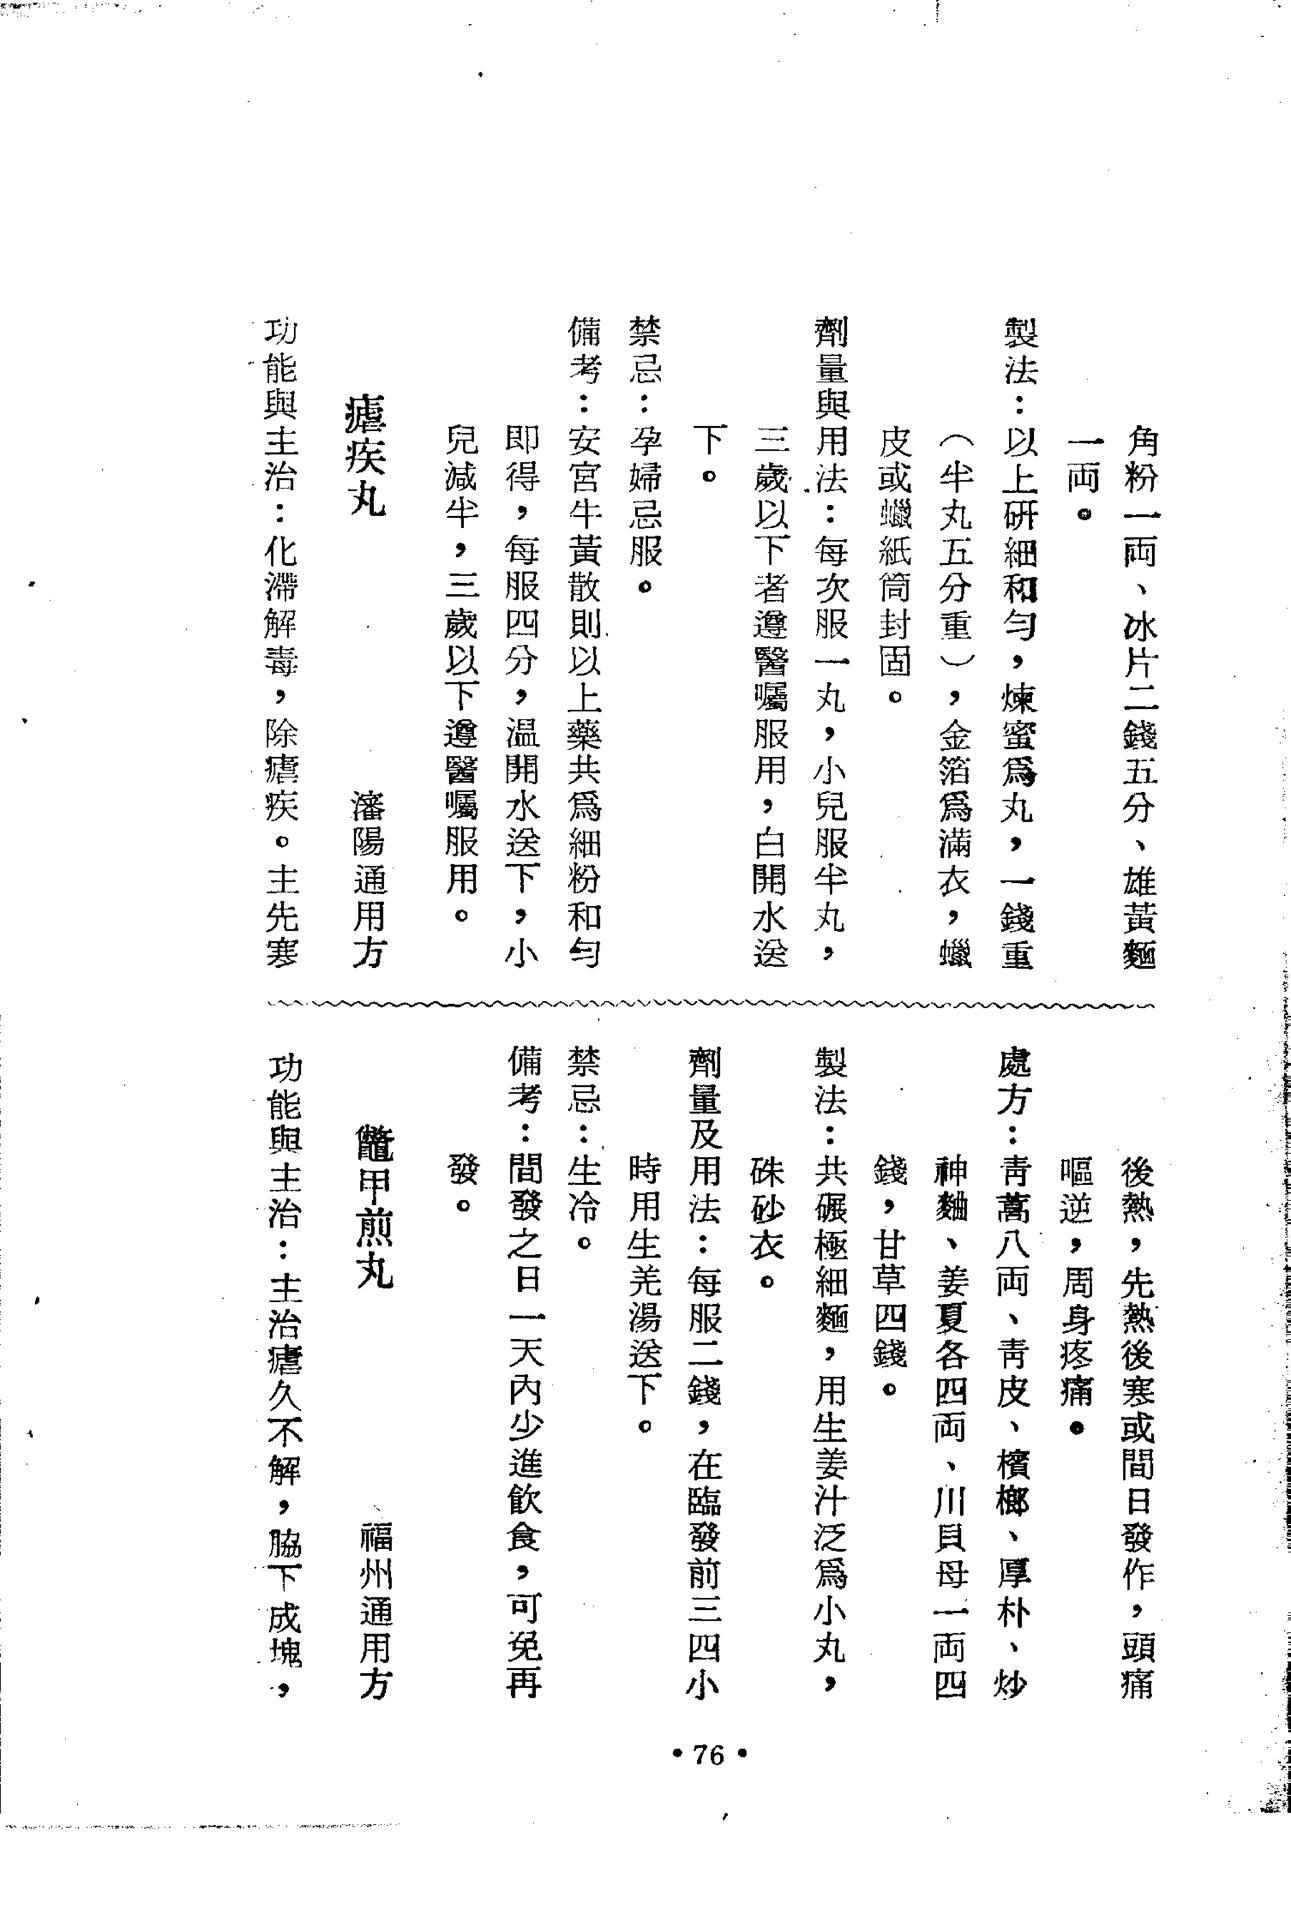 角粉一両、冰片二錢五分、雄黃麵
一両。
製法：以上研細和勻，煉蜜爲丸，一錢重
（半丸五分重），金箔爲滿衣，蠟
皮或蠟紙筒封固。
劑量與用法：每次服一丸，小兒服半丸，
三歲以下者遵醫囑服用，白開水送
下。
禁忌：孕婦忌服。
備考：安宮牛黃散則以上藥共爲細粉和勻
即得，每服四分，溫開水送下，小
兒減半，三歲以下遵醫囑服用。
瘧疾丸　瀋陽通用方
功能與主治：化滯解毒，除瘧疾。主先寒
後熱，先熱後寒或間日發作，頭痛
嘔逆，周身疼痛。
處方：青蒿八両、青皮、檳榔、厚朴、炒
神麯、姜夏各四両、川貝母一両四
錢，甘草四錢。
製法：共碾極細麵，用生姜汁泛爲小丸，
硃砂衣。
劑量及用法：每服二錢，在臨發前三四小
時用生羌湯送下。
禁忌：生冷。
備考：間發之日一天內少進飲食，可免再
發。
鼈甲煎丸　福州通用方
功能與主治：主治瘧久不解，脇下成塊，
•76•